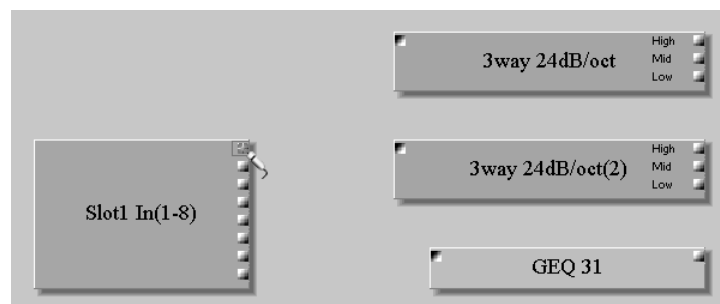 High
3way 24dB/oct
Mid
Low
High
3way 24dB/oct(2)
Mid
Low
Slot1 In(1-8)
GEQ 31